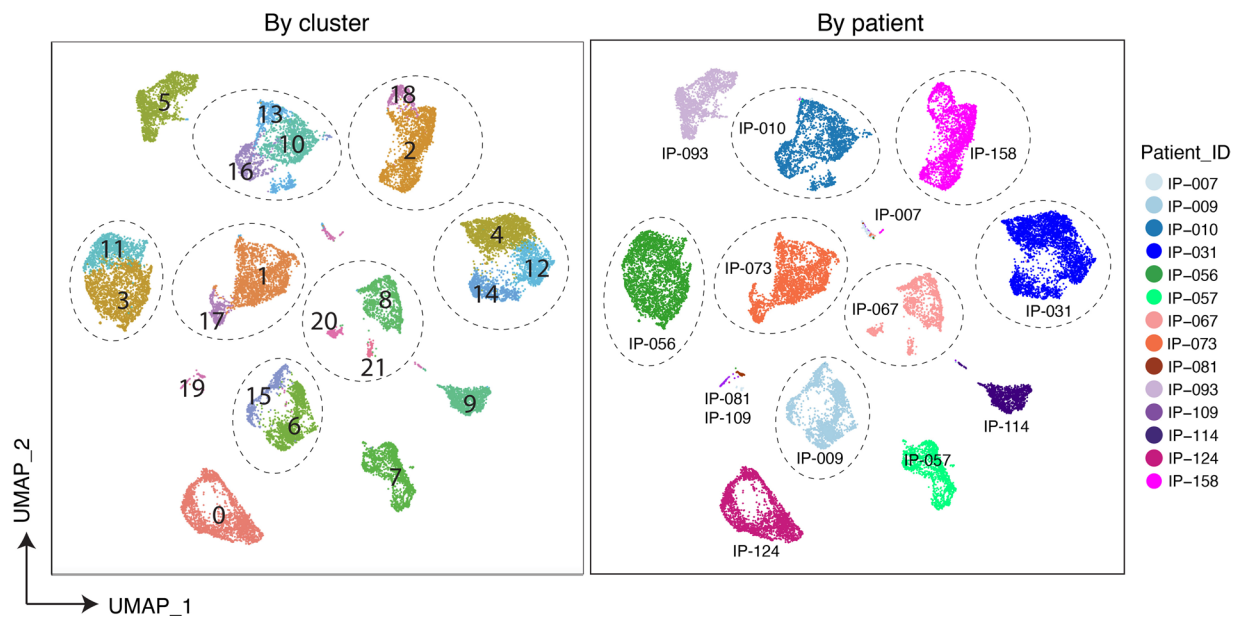 By cluster
5
13
10
16
18
2
11
3
1
17
4
12
14
8
20
21
19
15
6
9
7
0
UMAP_2
UMAP_1
By patient
IP-093
IP-010
IP-158
IP-007
IP-056
IP-073
IP-067
IP-031
IP-081
IP-109
IP-009
IP-114
IP-057
IP-124
Patient_ID
IP-007
IP-009
IP-010
IP-031
IP-056
IP-057
IP-067
IP-073
IP-081
IP-093
IP-109
IP-114
IP-124
IP-158